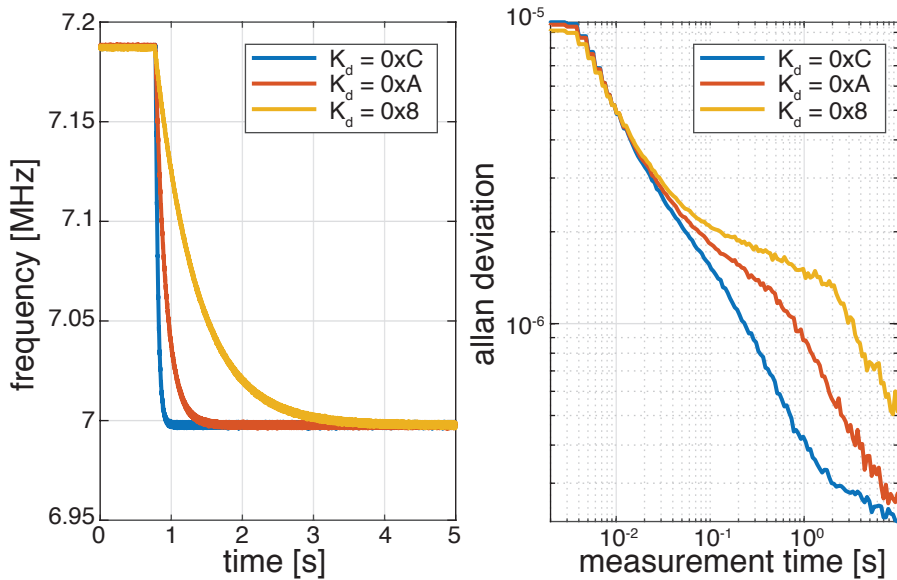 7.2
7.15
7.1
7.05
7
6.95
frequency [MHz]
0
1
2
3
4
5
time [s]
K_d = 0xC
K_d = 0xA
K_d = 0x8
10^-5
10^-6
allan deviation
10^-2
10^-1
10^0
measurement time [s]
K_d = 0xC
K_d = 0xA
K_d = 0x8